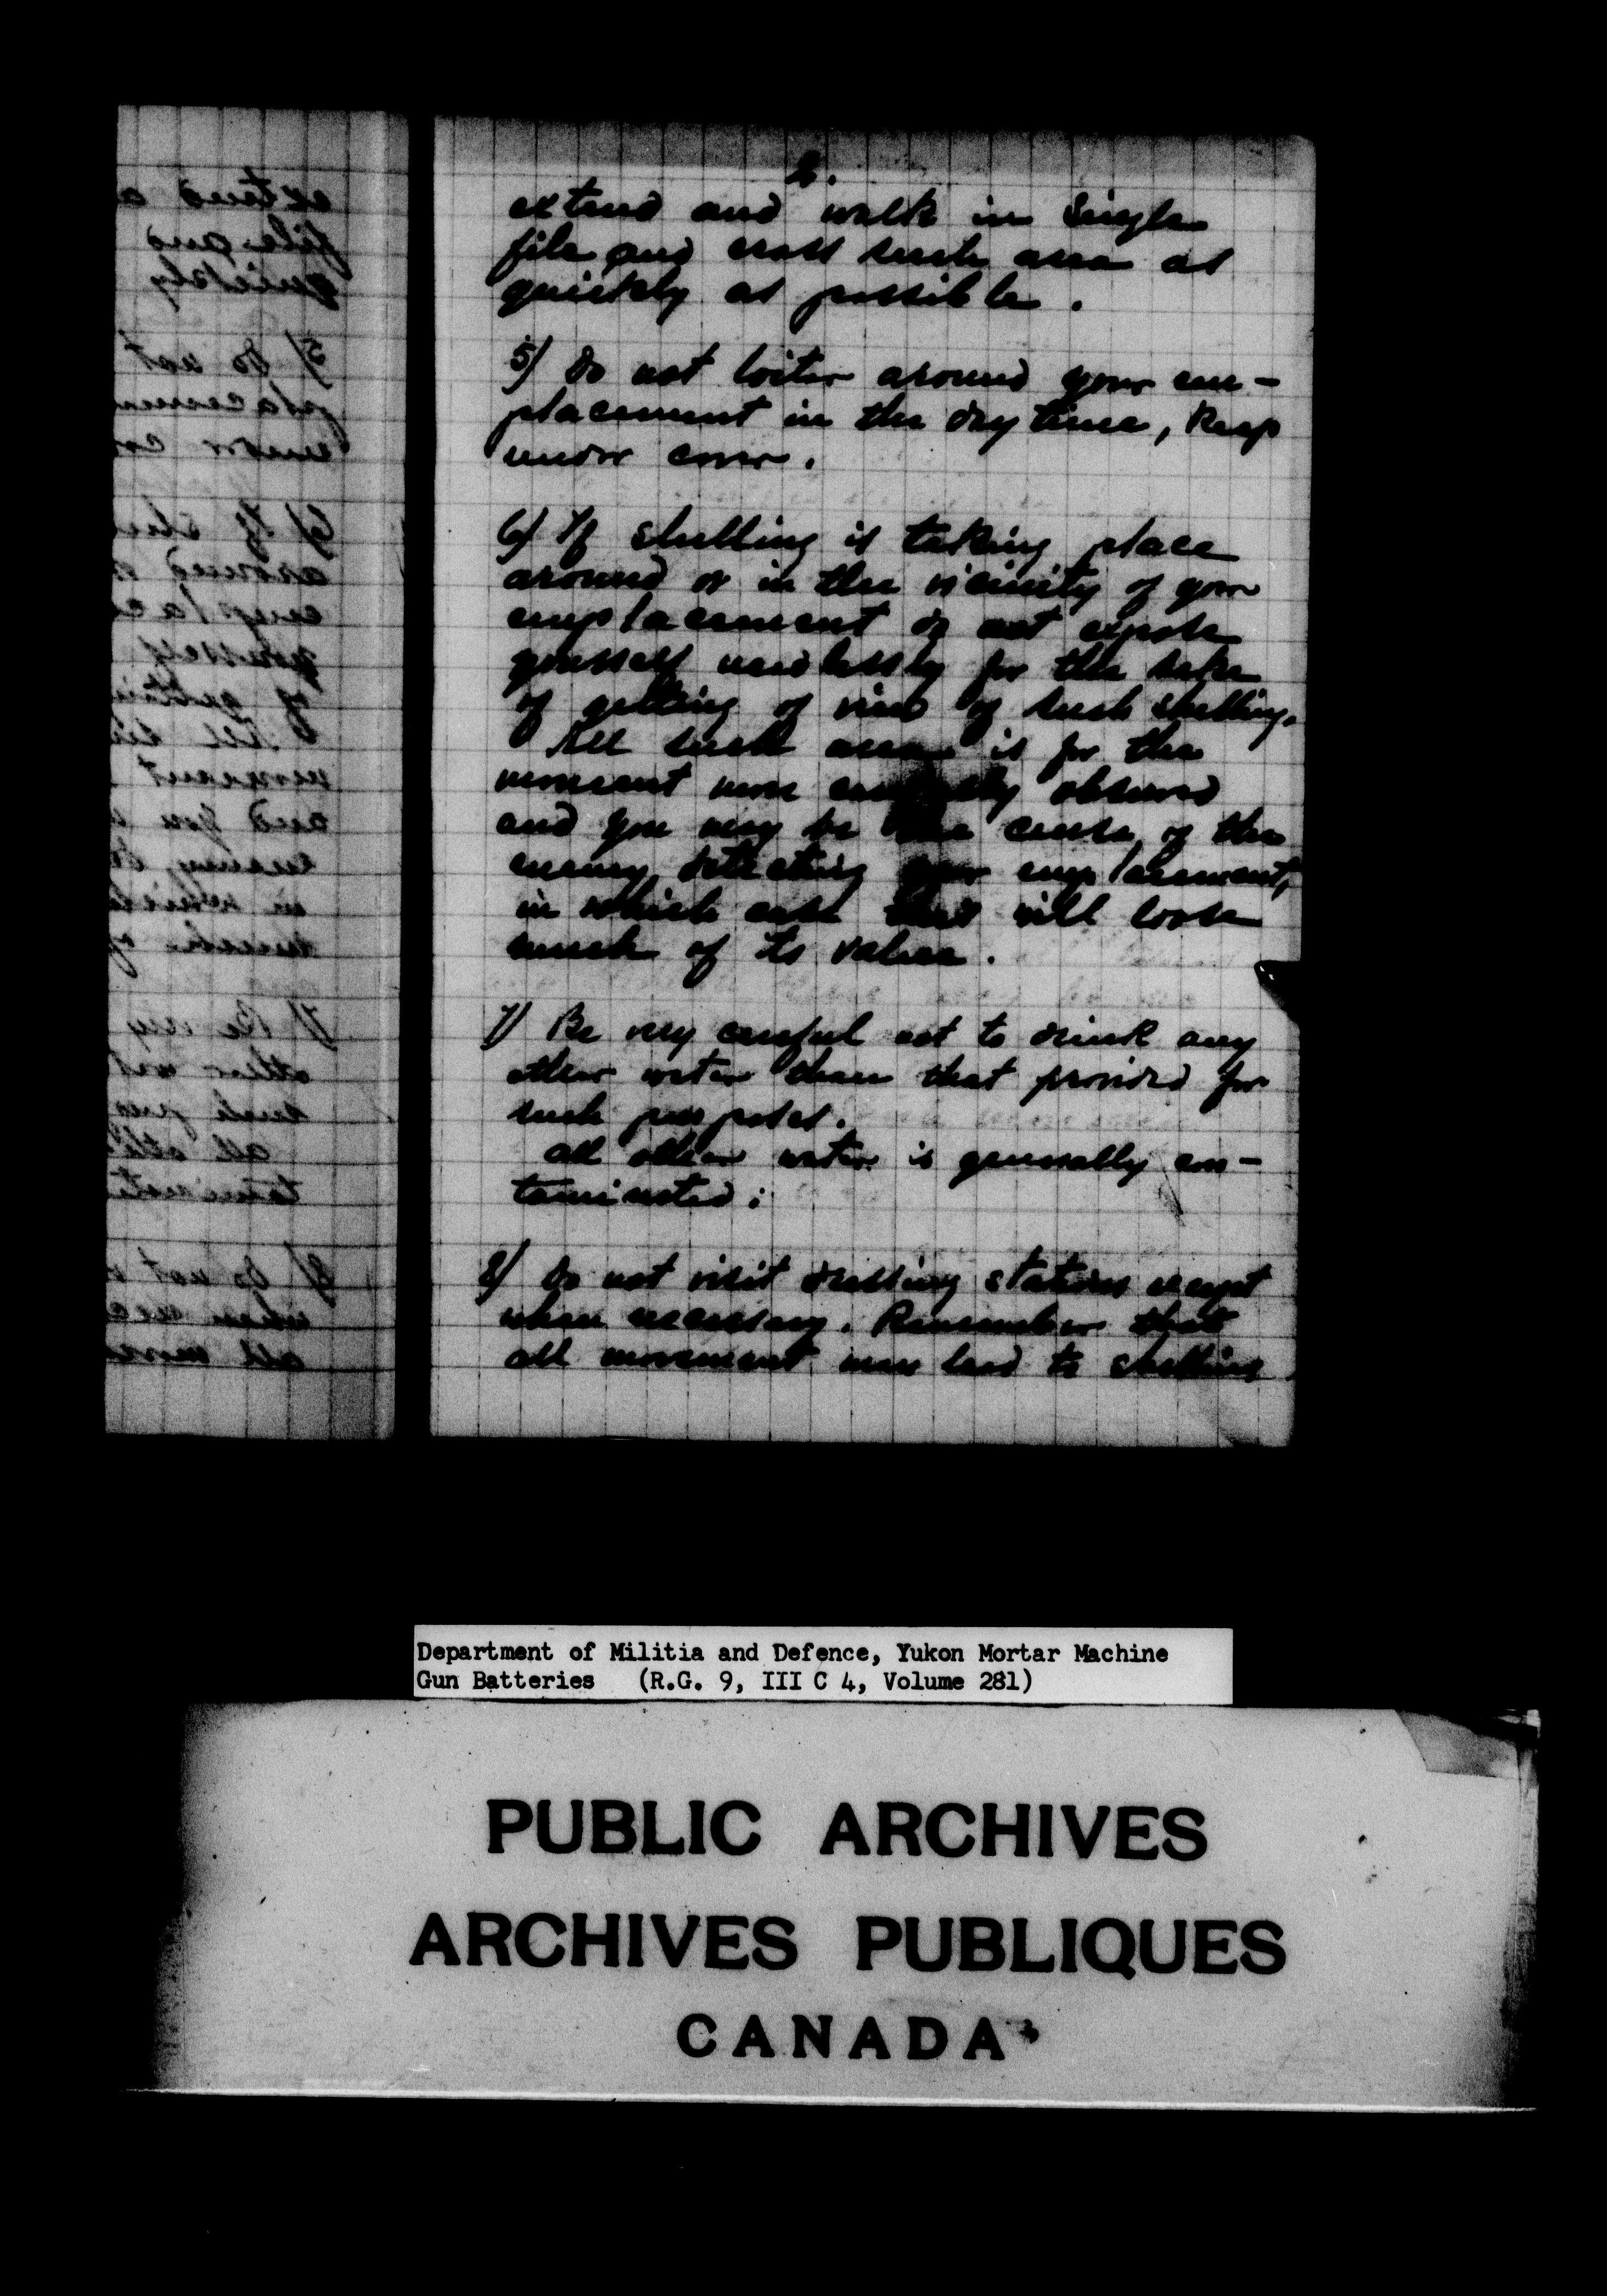 2.
extend and walk in single
file and cross such area as
quickly as possible.
5) Do not loiter around your em-
placement in the day time, keep
under cover.
6) If shelling is taking place
around or in the vicinity of your
emplacement do not expose
yourself needlessly for the sake
of getting of view of such shelling.
All such area is for the
moment more carefully observed
and you may be the cause of the
enemy detecting your emplacement,
in which case that will loose
much of its value.
7) Be very careful not to drink any
other water than that provided for
such purposes.
all other water is generally con-
taminated;
8) Do not visit dressing stations except
when necessary. Remember that
all movement may lead to shelling
Department of Militia and Defence, Yukon Mortar Machine
Gun Batteries (R.G. 9, III C 4, Volume 281)
PUBLIC ARCHIVES
ARCHIVES PUBLIQUES
CANADA